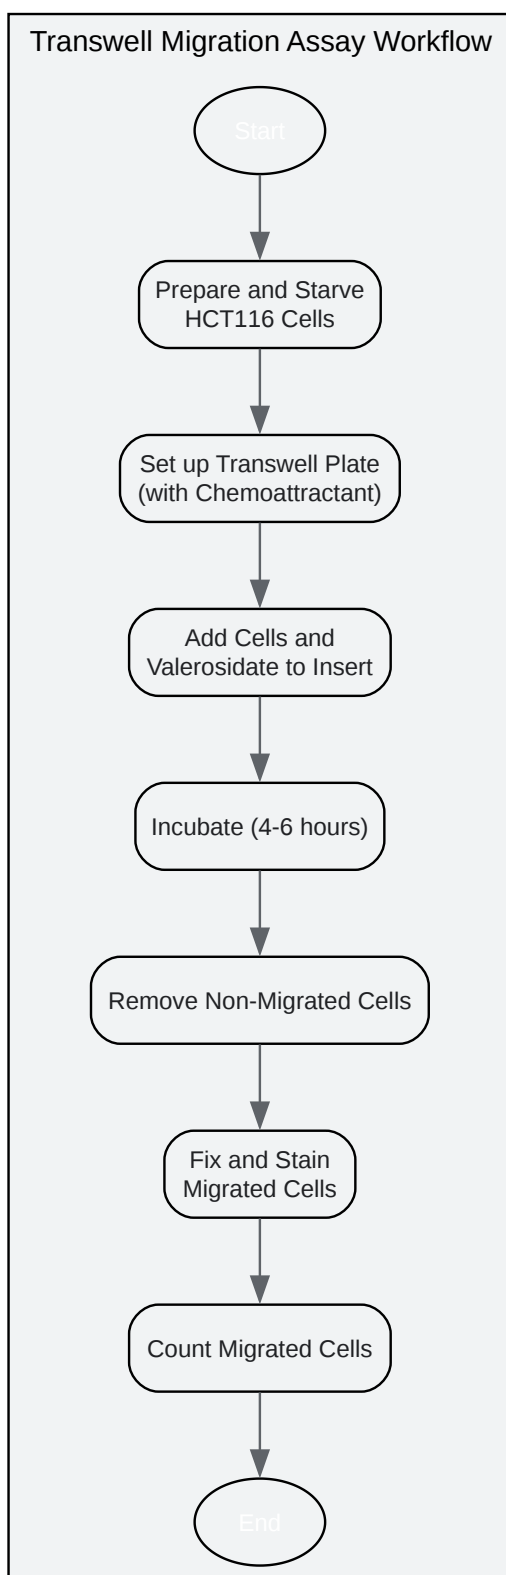 Transwell Migration Assay Workflow
Start
Prepare and Starve
HCT116 Cells
Set up Transwell Plate
(with Chemoattractant)
Add Cells and
Valerosidate to Insert
Incubate (4-6 hours)
Remove Non-Migrated Cells
Fix and Stain
Migrated Cells
Count Migrated Cells
End